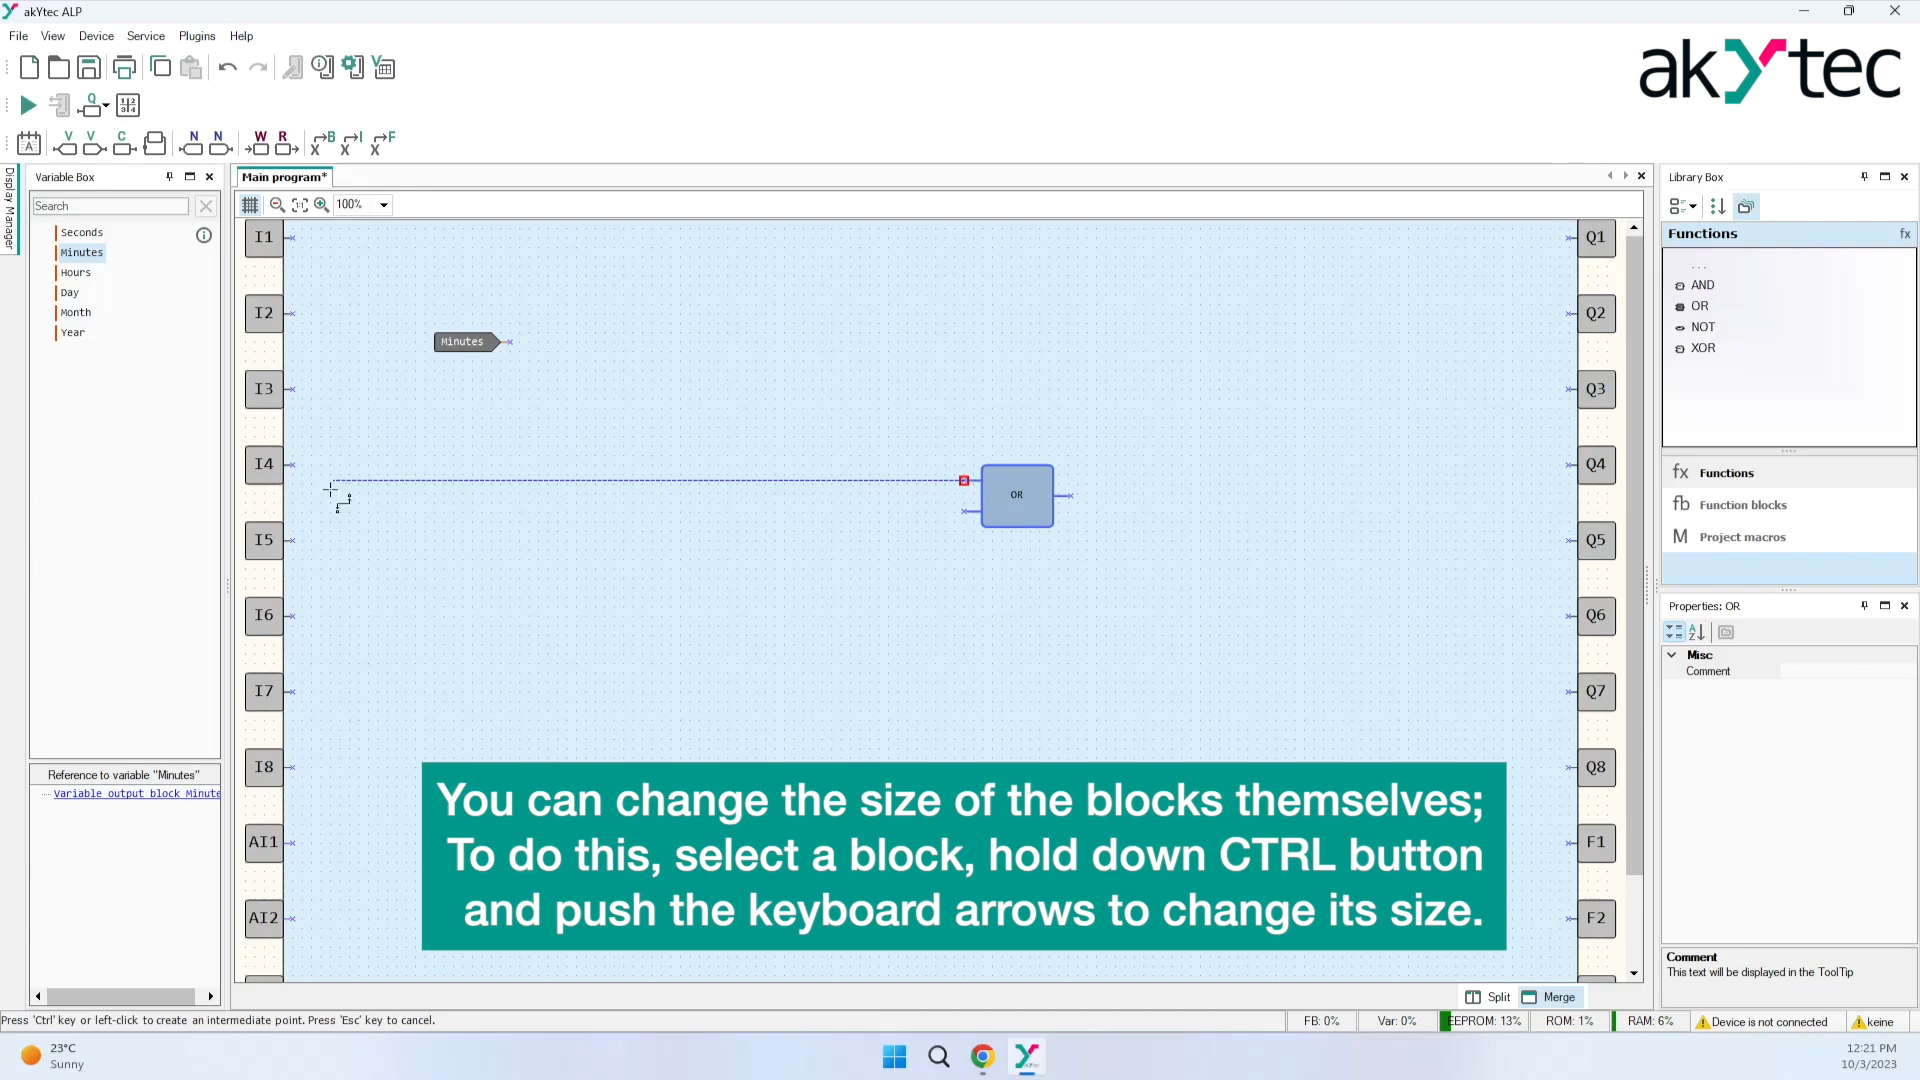 akYtec ALP
File View Device Service Plugins Help
akYtec
Q
A V V C N N W R X B X I X F
Display Manager
Variable Box
Main program*
Library Box
Search
100%
Seconds
Minutes
Hours
Day
Month
Year
Functions fx
...
AND
OR
NOT
XOR
fx Functions
fb Function blocks
M Project macros
I1
I2
I3
I4
I5
I6
I7
I8
AI1
AI2
Minutes
OR
Q1
Q2
Q3
Q4
Q5
Q6
Q7
Q8
F1
F2
Properties: OR
Misc
Comment
Reference to variable "Minutes"
Variable output block Minute
You can change the size of the blocks themselves;
To do this, select a block, hold down CTRL button
and push the keyboard arrows to change its size.
Comment
This text will be displayed in the ToolTip
Split Merge
Press 'Ctrl' key or left-click to create an intermediate point. Press 'Esc' key to cancel.
FB: 0% Var: 0% EEPROM: 13% ROM: 1% RAM: 6% Device is not connected keine
23°C
Sunny
12:21 PM
10/3/2023